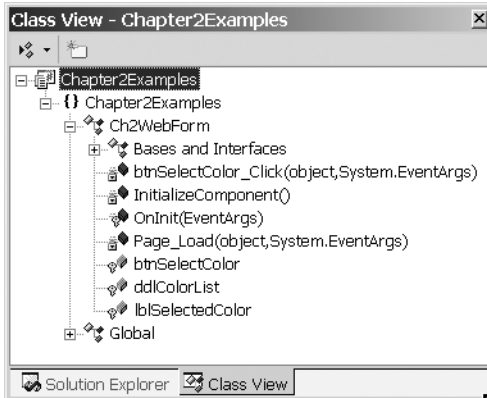 Class View - Chapter2Examples
Chapter2Examples
{} Chapter2Examples
Ch2WebForm
Bases and Interfaces
btnSelectColor_Click(object,System.EventArgs)
InitializeComponent()
OnInit(EventArgs)
Page_Load(object,System.EventArgs)
btnSelectColor
ddlColorList
lblSelectedColor
Global
Solution Explorer Class View